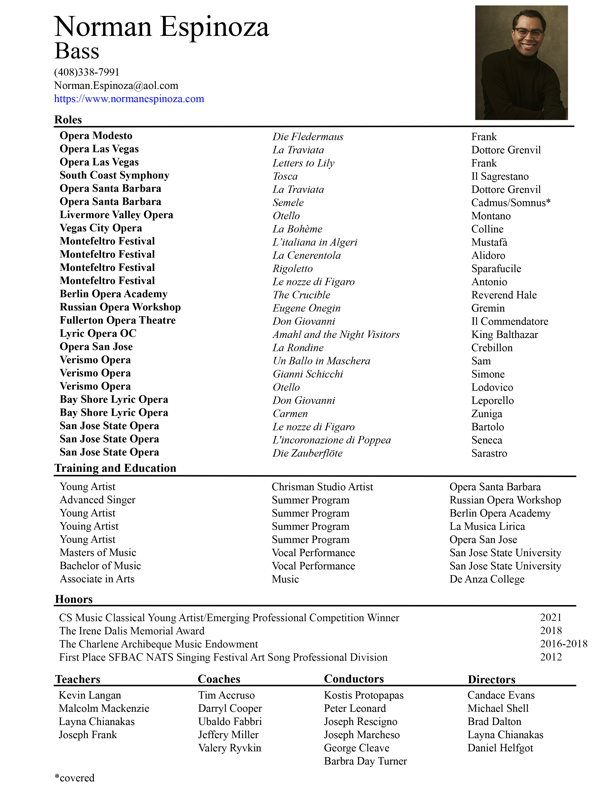 Norman Espinoza
Bass
(408)338-7991
Norman.Espinoza@aol.com
https://www.normanespinoza.com
Roles
Opera Modesto Die Fledermaus Frank
Opera Las Vegas La Traviata Dottore Grenvil
Opera Las Vegas Letters to Lily Frank
South Coast Symphony Tosca Il Sagrestano
Opera Santa Barbara La Traviata Dottore Grenvil
Opera Santa Barbara Semele Cadmus/Somnus*
Livermore Valley Opera Otello Montano
Vegas City Opera La Bohème Colline
Montefeltro Festival L'italiana in Algeri Mustafà
Montefeltro Festival La Cenerentola Alidoro
Montefeltro Festival Rigoletto Sparafucile
Montefeltro Festival Le nozze di Figaro Antonio
Berlin Opera Academy The Crucible Reverend Hale
Russian Opera Workshop Eugene Onegin Gremin
Fullerton Opera Theatre Don Giovanni Il Commendatore
Lyric Opera OC Amahl and the Night Visitors King Balthazar
Opera San Jose La Rondine Crebillon
Verismo Opera Un Ballo in Maschera Sam
Verismo Opera Gianni Schicchi Simone
Verismo Opera Otello Lodovico
Bay Shore Lyric Opera Don Giovanni Leporello
Bay Shore Lyric Opera Carmen Zuniga
San Jose State Opera Le nozze di Figaro Bartolo
San Jose State Opera L'incoronazione di Poppea Seneca
San Jose State Opera Die Zauberflöte Sarastro
Training and Education
Young Artist Chrisman Studio Artist Opera Santa Barbara
Advanced Singer Summer Program Russian Opera Workshop
Young Artist Summer Program Berlin Opera Academy
Youing Artist Summer Program La Musica Lirica
Young Artist Summer Program Opera San Jose
Masters of Music Vocal Performance San Jose State University
Bachelor of Music Vocal Performance San Jose State University
Associate in Arts Music De Anza College
Honors
CS Music Classical Young Artist/Emerging Professional Competition Winner 2021
The Irene Dalis Memorial Award 2018
The Charlene Archibeque Music Endowment 2016-2018
First Place SFBAC NATS Singing Festival Art Song Professional Division 2012
Teachers Coaches Conductors Directors
Kevin Langan Tim Accruso Kostis Protopapas Candace Evans
Malcolm Mackenzie Darryl Cooper Peter Leonard Michael Shell
Layna Chianakas Ubaldo Fabbri Joseph Rescigno Brad Dalton
Joseph Frank Jeffery Miller Joseph Marcheso Layna Chianakas
Valery Ryvkin George Cleave Daniel Helfgot
Barbra Day Turner
*covered